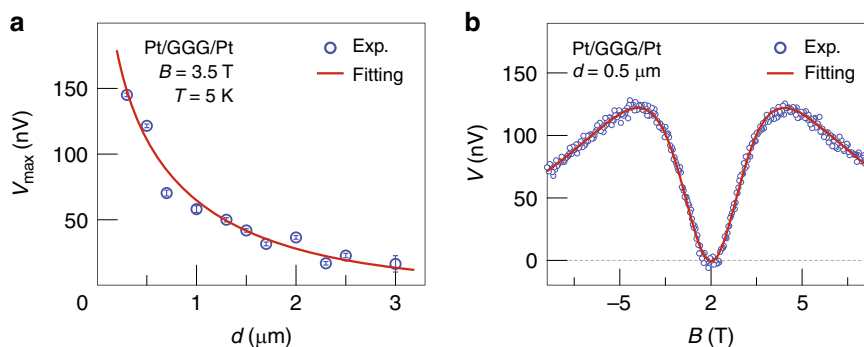 a
Pt/GGG/Pt
B = 3.5 T
T = 5 K
Exp.
Fitting
150
100
50
0
1
2
3
Vmax (nV)
d (μm)
b
Pt/GGG/Pt
d = 0.5 μm
Exp.
Fitting
150
100
50
0
−5
2
5
V (nV)
B (T)